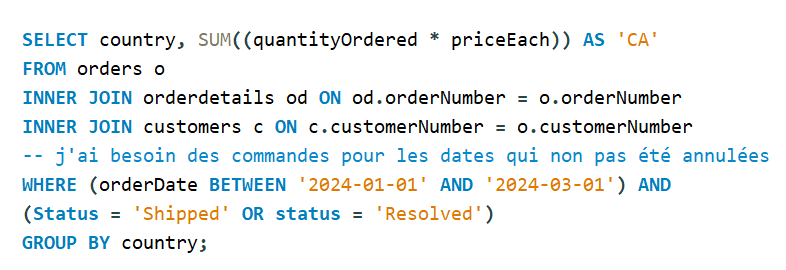 SELECT country, SUM((quantityOrdered * priceEach)) AS 'CA'
FROM orders o
INNER JOIN orderdetails od ON od.orderNumber = o.orderNumber
INNER JOIN customers c ON c.customerNumber = o.customerNumber
-- j'ai besoin des commandes pour les dates qui non pas été annulées
WHERE (orderDate BETWEEN '2024-01-01' AND '2024-03-01') AND
(Status = 'Shipped' OR status = 'Resolved')
GROUP BY country;